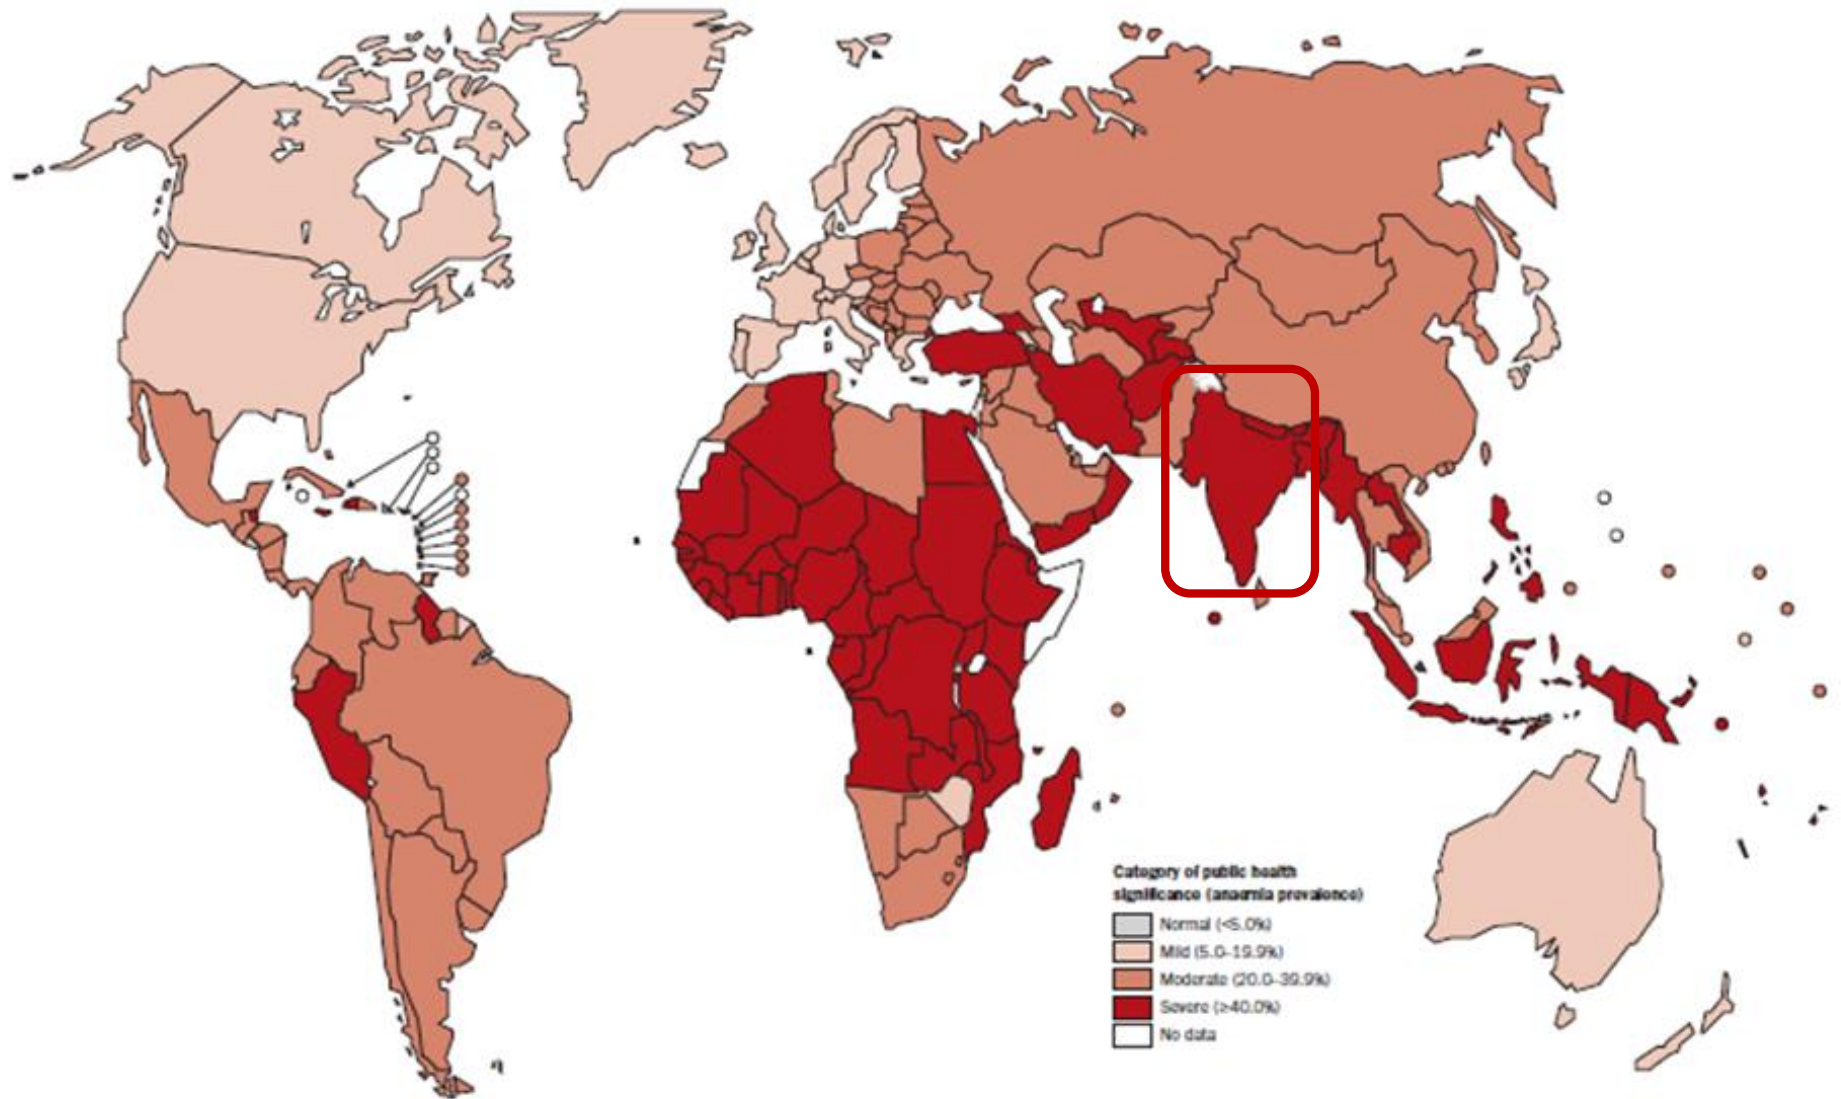 Category of public health
significance (anaemia prevalence)
Normal (<5.0%)
Mild (5.0–19.9%)
Moderate (20.0–39.9%)
Severe (≥40.0%)
No data